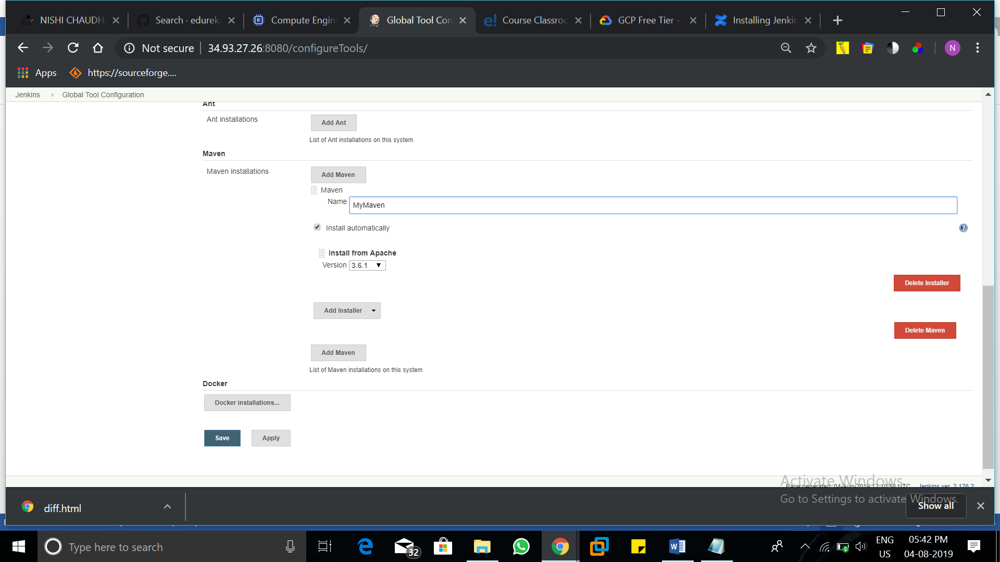 NISHI CHAUDH
Search · edurek
Compute Engin
Global Tool Con
e! Course Classroo
GCP Free Tier -
Installing Jenkin
Not secure 34.93.27.26:8080/configureTools/
N
Apps
https://sourceforge....
Jenkins
Global Tool Configuration
Ant
Ant installations
Add Ant
List of Ant installations on this system
Maven
Maven installations
Add Maven
Maven
Name MyMaven
Install automatically
?
Install from Apache
Version 3.6.1
Delete Installer
Add Installer
Delete Maven
Add Maven
List of Maven installations on this system
Docker
Docker installations...
Save
Apply
Page generated: 04-Aug-2019 12:10:58 UTC
Jenkins ver. 2.176.2
Activate Windows
Go to Settings to activate Windows.
diff.html
Show all
Type here to search
32
ENG
US
05:42 PM
04-08-2019